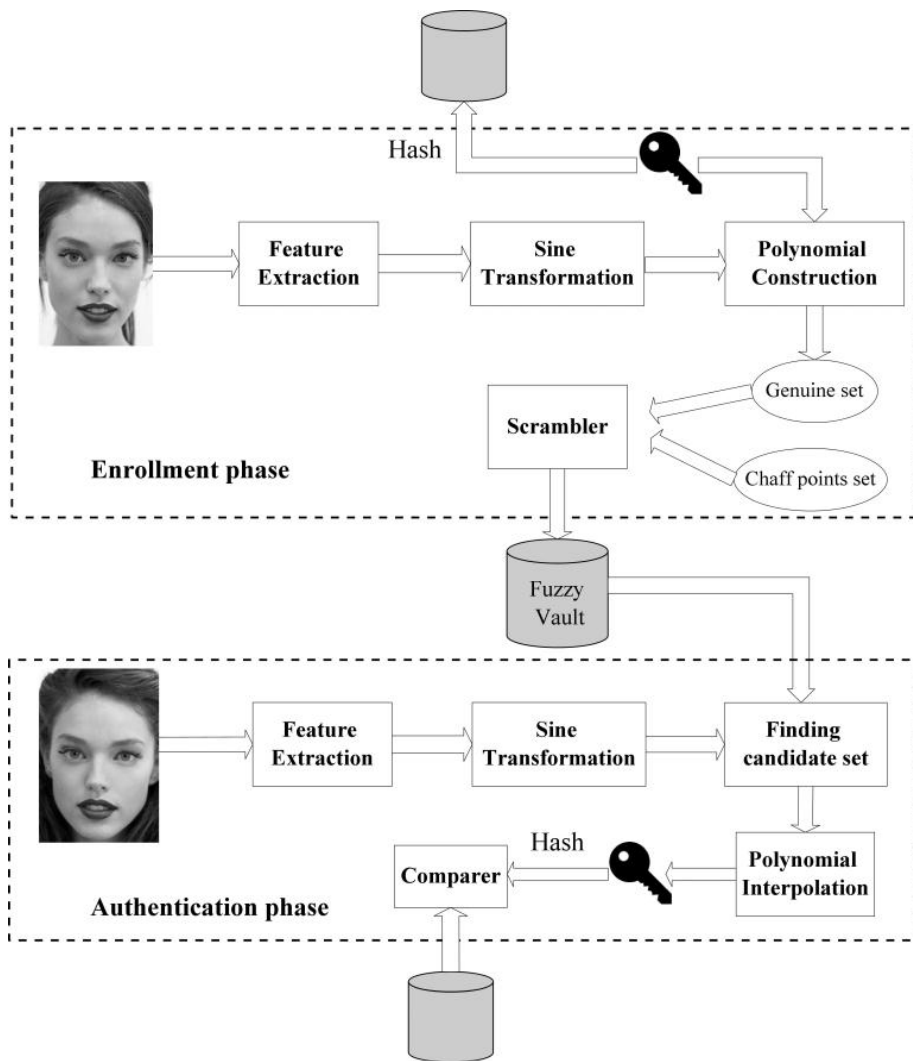 Hash
Feature
Extraction
Sine
Transformation
Polynomial
Construction
Genuine set
Scrambler
Chaff points set
Enrollment phase
Fuzzy
Vault
Feature
Extraction
Sine
Transformation
Finding
candidate set
Hash
Comparer
Polynomial
Interpolation
Authentication phase